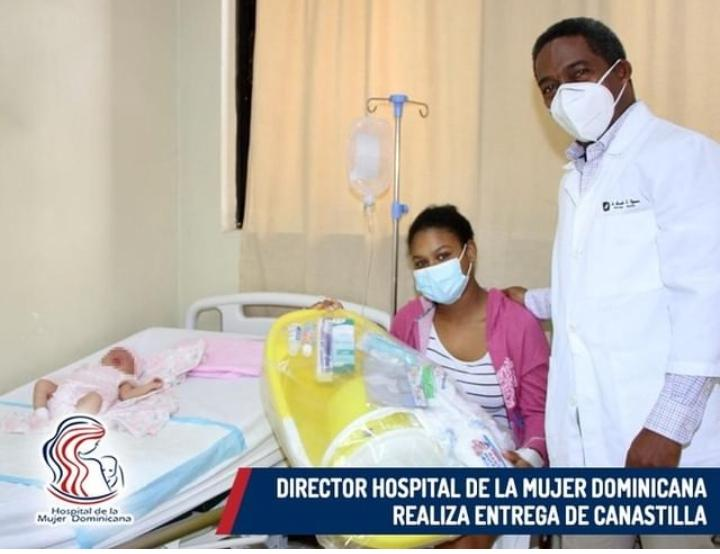 Hospital de la
Mujer Dominicana
DIRECTOR HOSPITAL DE LA MUJER DOMINICANA
REALIZA ENTREGA DE CANASTILLA